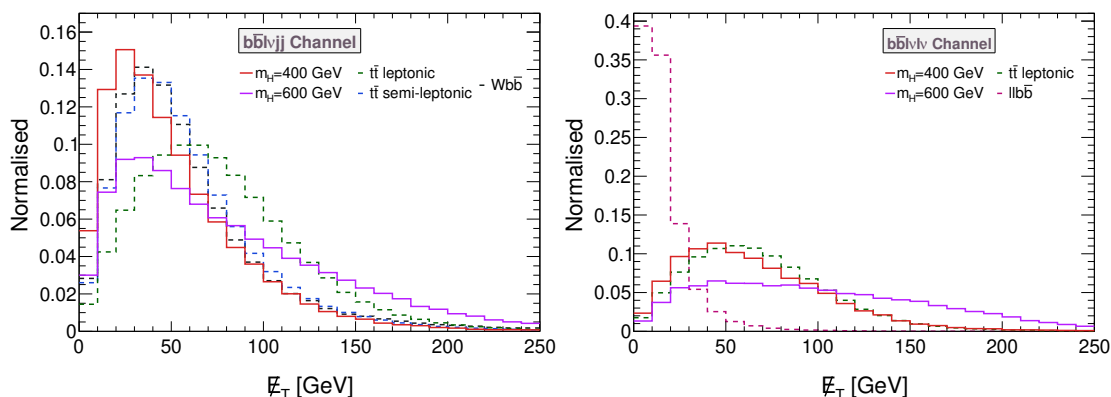 bb̄lνjj Channel
m_H=400 GeV
tt̄ leptonic
m_H=600 GeV
tt̄ semi-leptonic
Wbb̄
Normalised
0.16
0.14
0.12
0.1
0.08
0.06
0.04
0.02
0
0 50 100 150 200 250
E̸_T [GeV]
bb̄lνlν Channel
m_H=400 GeV
tt̄ leptonic
m_H=600 GeV
llbb̄
Normalised
0.4
0.35
0.3
0.25
0.2
0.15
0.1
0.05
0
0 50 100 150 200 250
E̸_T [GeV]